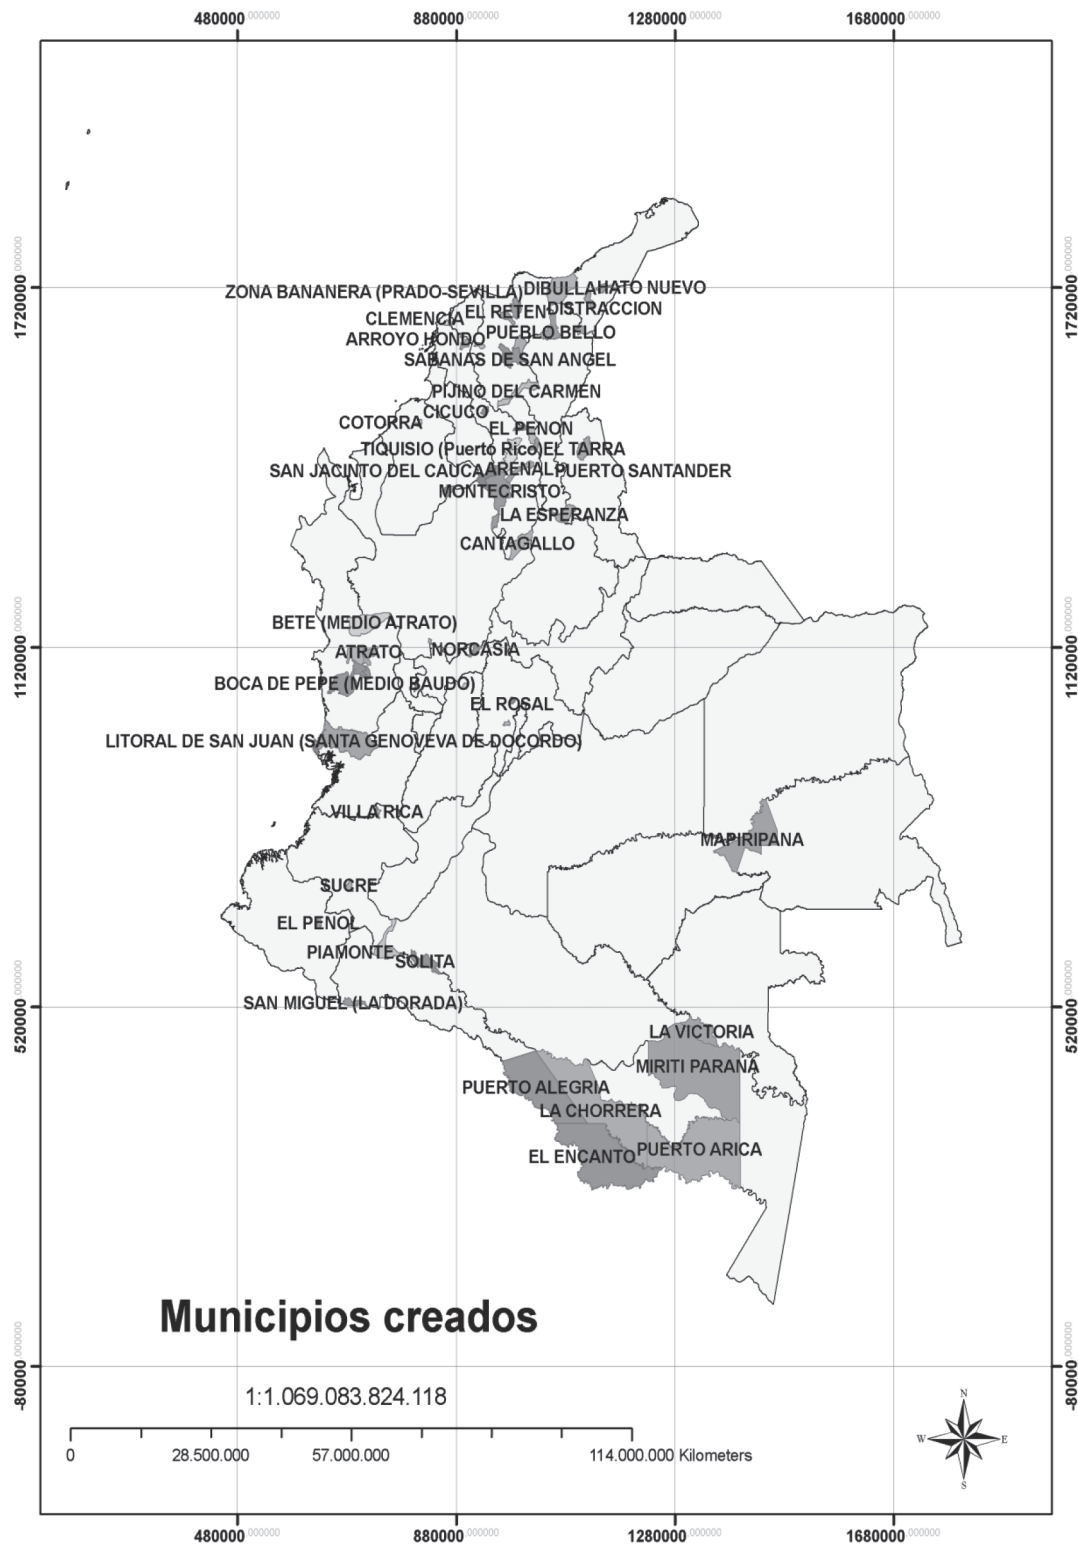 480000.000000 880000.000000 1280000.000000 1680000.000000
1720000.000000
1720000.000000
ZONA BANANERA (PRADO-SEVILLA)
DIBULLA
HATO NUEVO
EL RETEN
DISTRACCION
CLEMENCIA
PUEBLO BELLO
ARROYO HONDO
SABANAS DE SAN ANGEL
PIJINO DEL CARMEN
CICUCO
COTORRA
EL PENON
TIQUISIO (Puerto Rico)
EL TARRA
SAN JACINTO DEL CAUCA
ARENAL
PUERTO SANTANDER
MONTECRISTO
LA ESPERANZA
CANTAGALLO
1120000.000000
1120000.000000
BETE (MEDIO ATRATO)
ATRATO
NORCASIA
BOCA DE PEPE (MEDIO BAUDO)
EL ROSAL
LITORAL DE SAN JUAN (SANTA GENOVEVA DE DOCORDO)
VILLA RICA
MAPIRIPANA
SUCRE
EL PENOL
PIAMONTE
SOLITA
520000.000000
520000.000000
SAN MIGUEL (LA DORADA)
LA VICTORIA
MIRITI PARANA
PUERTO ALEGRIA
LA CHORRERA
EL ENCANTO
PUERTO ARICA
Municipios creados
-80000.000000
-80000.000000
1:1.069.083.824.118
0 28.500.000 57.000.000 114.000.000 Kilometers
N
W E
S
480000.000000 880000.000000 1280000.000000 1680000.000000